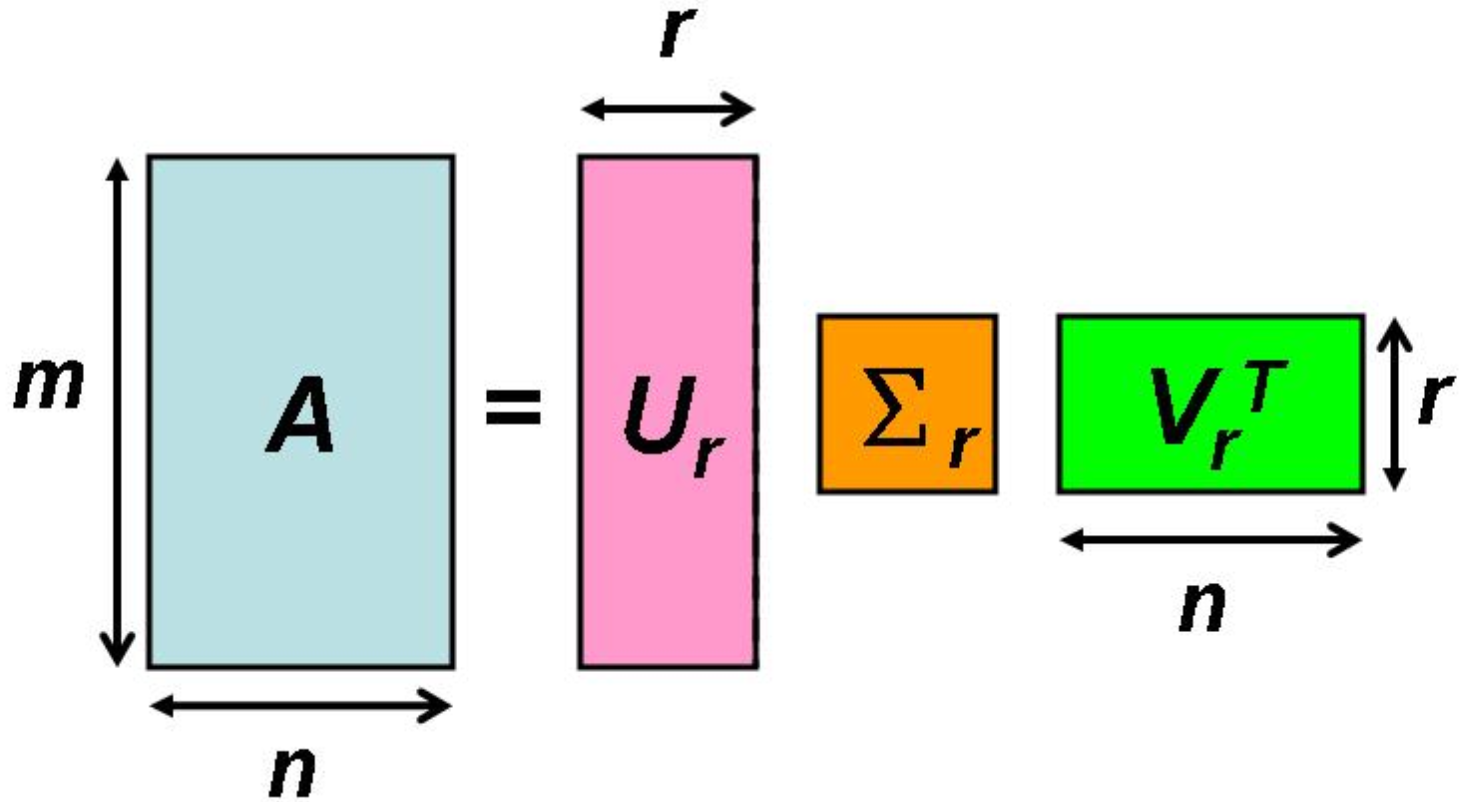 r
m
A = U_r Σ_r V_r^T
r
n
n